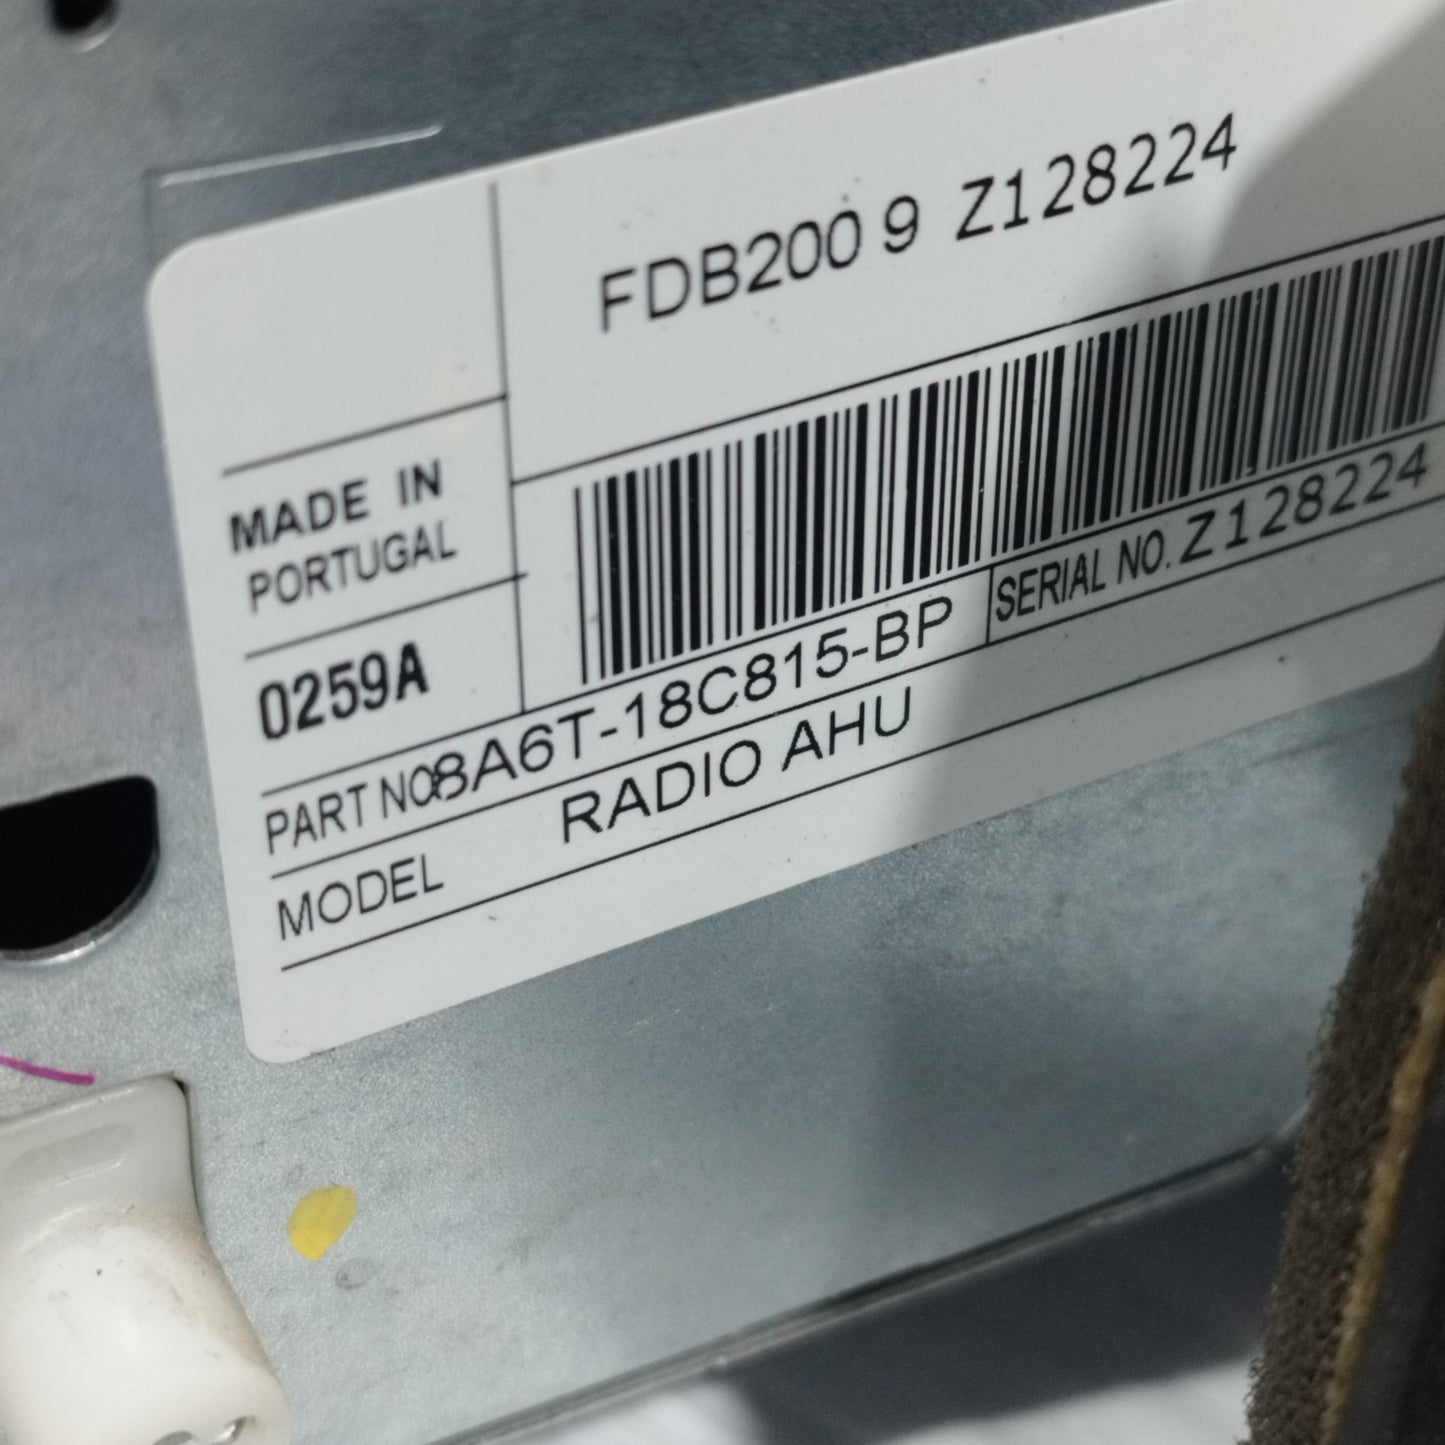 FDB200 9 Z128224
MADE IN
PORTUGAL
0259A
PART NO 8A6T-18C815-BP SERIAL NO. Z128224
MODEL RADIO AHU